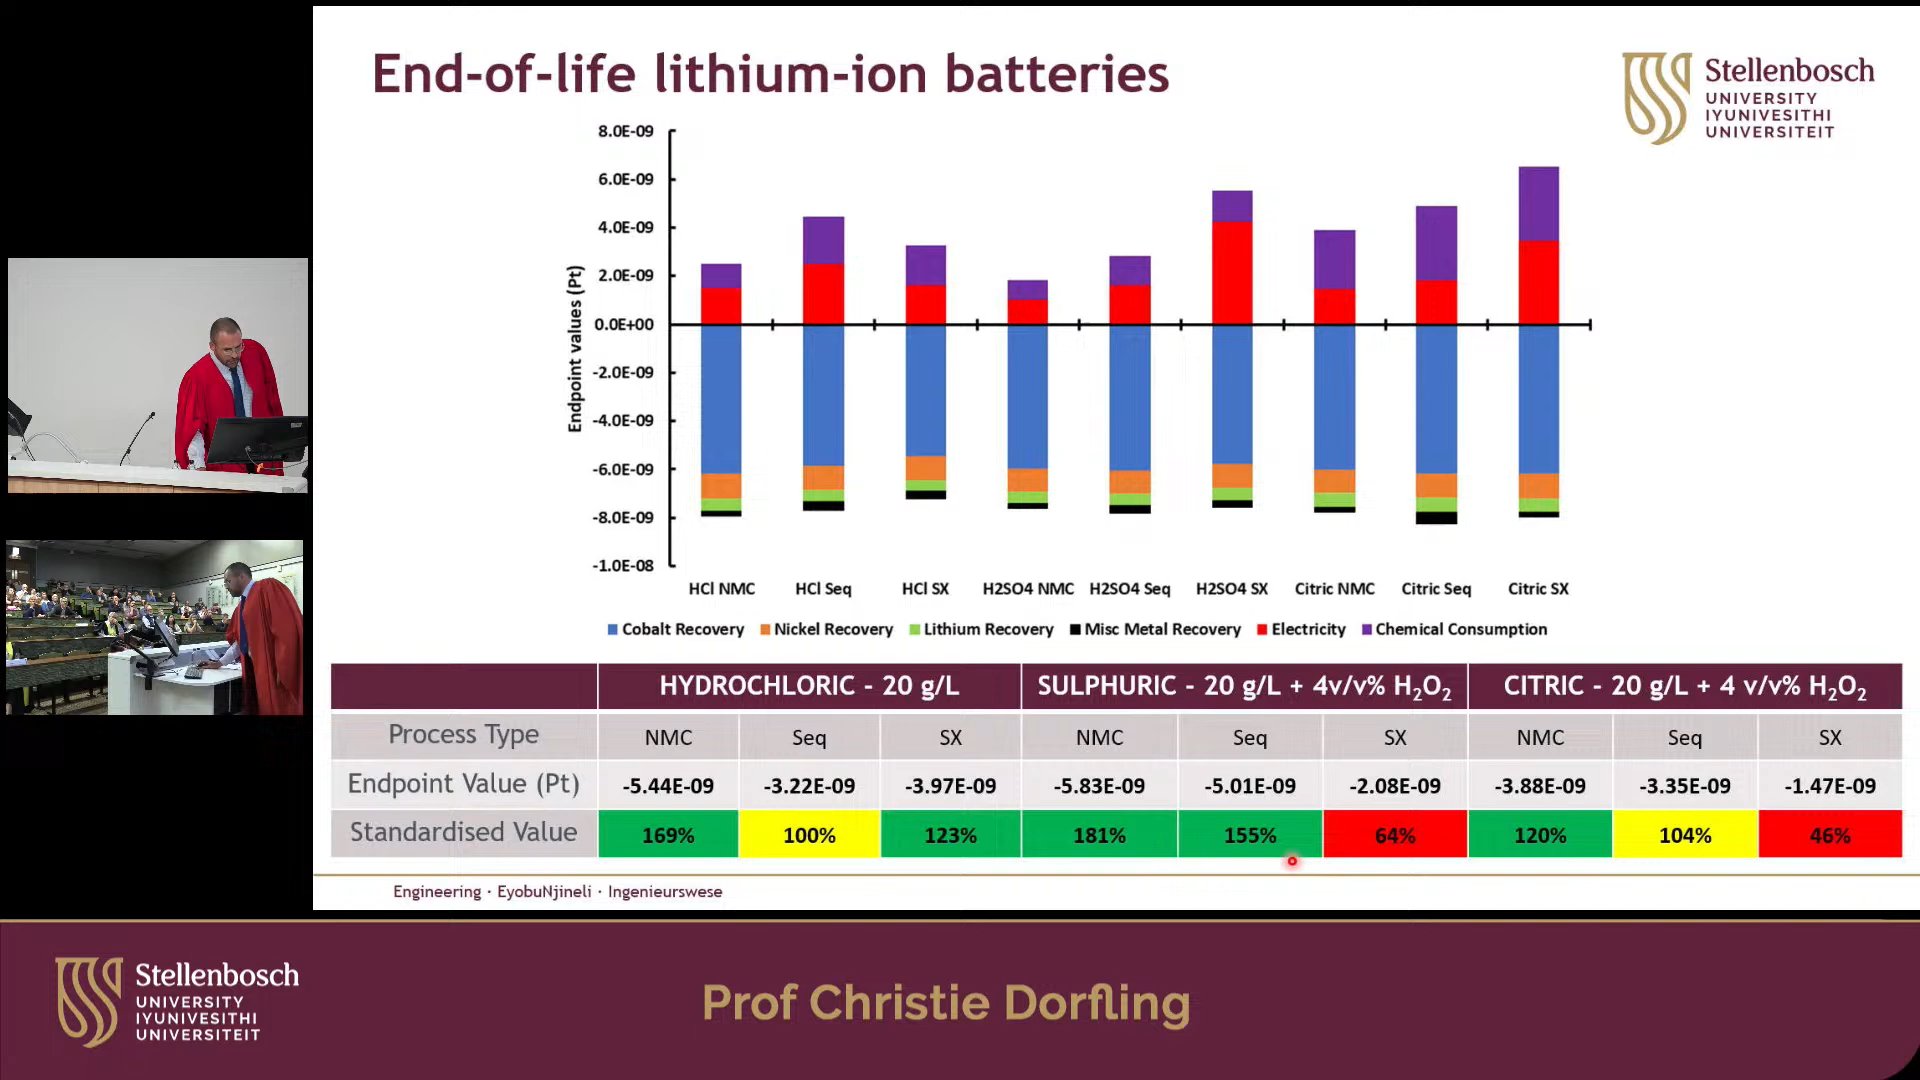 End-of-life lithium-ion batteries
Stellenbosch
UNIVERSITY
IYUNIVESITHI
UNIVERSITEIT
Endpoint values (Pt)
8.0E-09
6.0E-09
4.0E-09
2.0E-09
0.0E+00
-2.0E-09
-4.0E-09
-6.0E-09
-8.0E-09
-1.0E-08
HCl NMC HCl Seq HCl SX H2SO4 NMC H2SO4 Seq H2SO4 SX Citric NMC Citric Seq Citric SX
Cobalt Recovery Nickel Recovery Lithium Recovery Misc Metal Recovery Electricity Chemical Consumption
HYDROCHLORIC - 20 g/L SULPHURIC - 20 g/L + 4v/v% H₂O₂ CITRIC - 20 g/L + 4 v/v% H₂O₂
Process Type NMC Seq SX NMC Seq SX NMC Seq SX
Endpoint Value (Pt) -5.44E-09 -3.22E-09 -3.97E-09 -5.83E-09 -5.01E-09 -2.08E-09 -3.88E-09 -3.35E-09 -1.47E-09
Standardised Value 169% 100% 123% 181% 155% 64% 120% 104% 46%
Engineering · EyobuNjineli · Ingenieurswese
Stellenbosch
UNIVERSITY
IYUNIVESITHI
UNIVERSITEIT
Prof Christie Dorfling